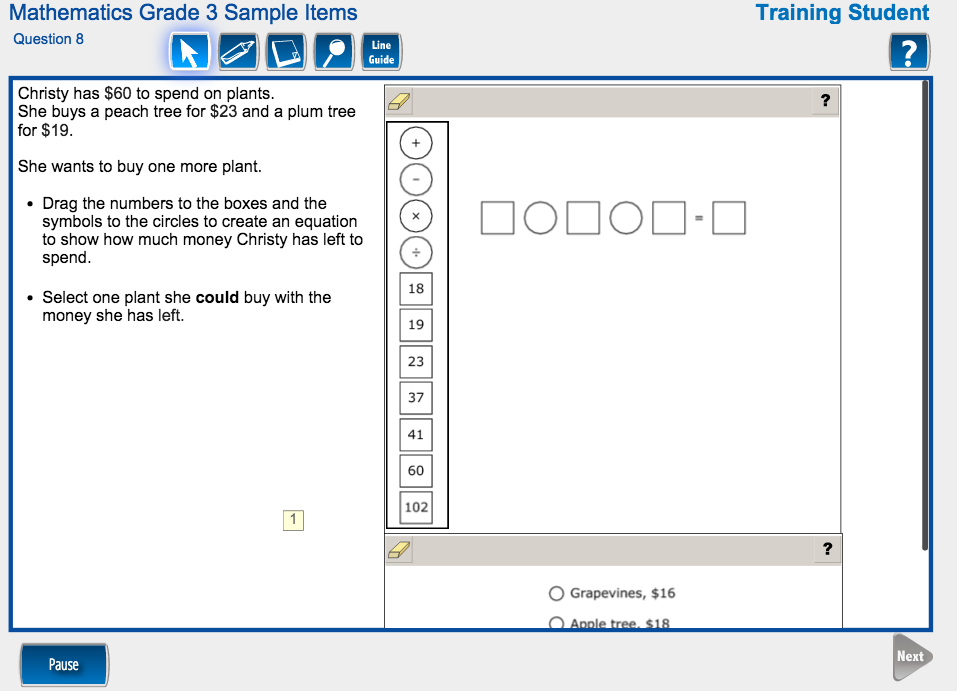 Mathematics Grade 3 Sample Items
Training Student
Question 8
Line
Guide
?
Christy has $60 to spend on plants.
She buys a peach tree for $23 and a plum tree
for $19.
She wants to buy one more plant.
• Drag the numbers to the boxes and the
symbols to the circles to create an equation
to show how much money Christy has left to
spend.
• Select one plant she could buy with the
money she has left.
1
?
+
−
×
÷
18
19
23
37
41
60
102
=
?
Grapevines, $16
Apple tree, $18
Pause
Next